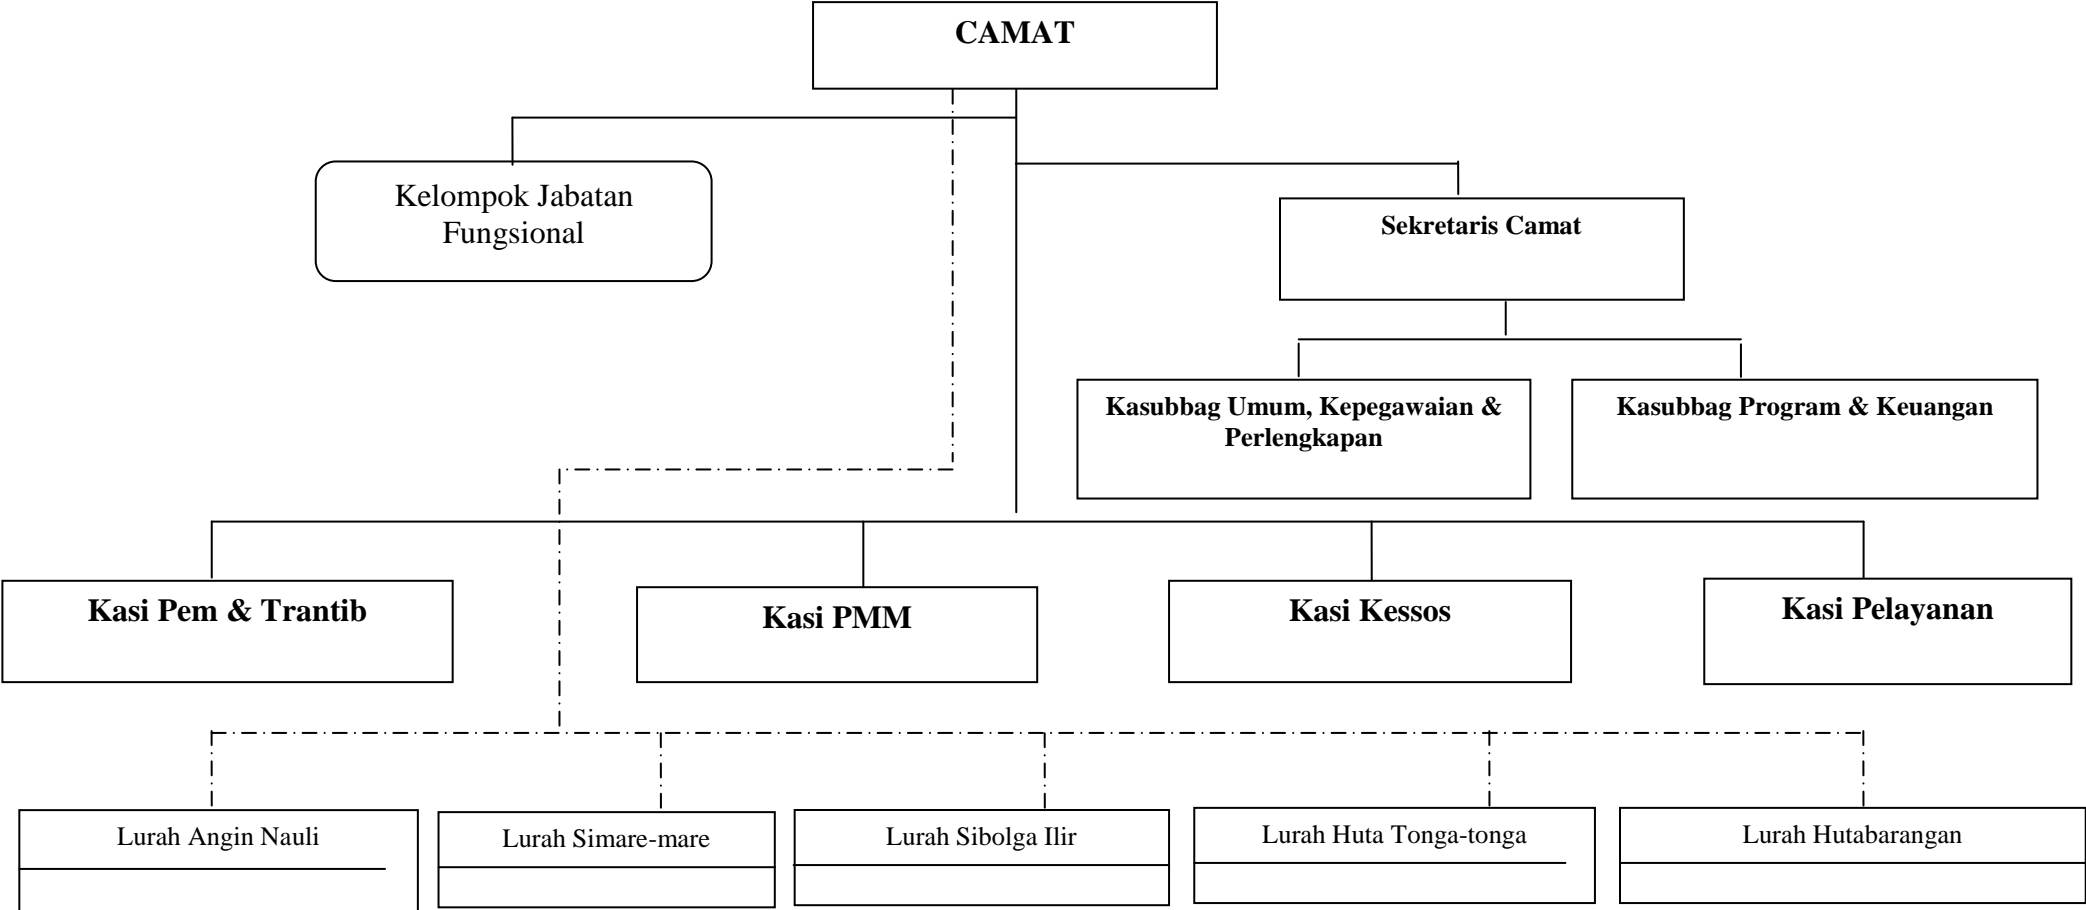 CAMAT
Kelompok Jabatan
Fungsional
Sekretaris Camat
Kasubbag Umum, Kepegawaian &
Perlengkapan
Kasubbag Program & Keuangan
Kasi Pem & Trantib
Kasi PMM
Kasi Kessos
Kasi Pelayanan
Lurah Angin Nauli
Lurah Simare-mare
Lurah Sibolga Ilir
Lurah Huta Tonga-tonga
Lurah Hutabarangan